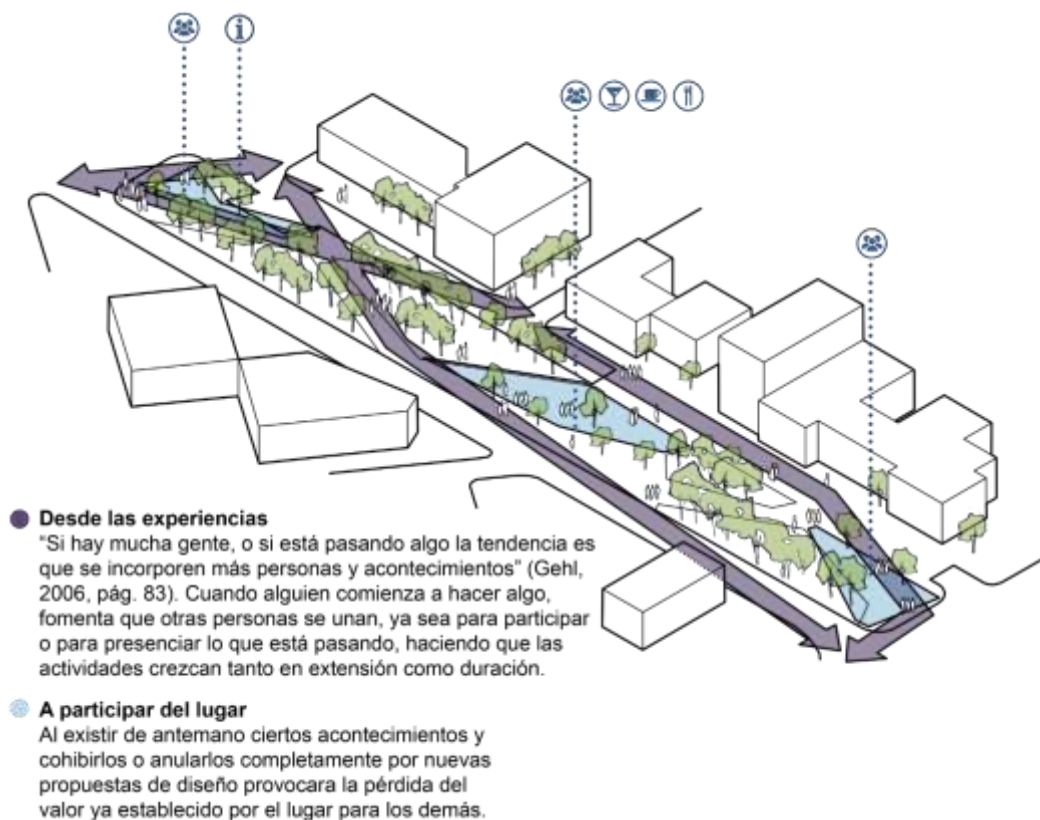 Desde las experiencias
"Si hay mucha gente, o si está pasando algo la tendencia es
que se incorporen más personas y acontecimientos" (Gehl,
2006, pág. 83). Cuando alguien comienza a hacer algo,
fomenta que otras personas se unan, ya sea para participar
o para presenciar lo que está pasando, haciendo que las
actividades crezcan tanto en extensión como duración.
A participar del lugar
Al existir de antemano ciertos acontecimientos y
cohibirlos o anularlos completamente por nuevas
propuestas de diseño provocara la pérdida del
valor ya establecido por el lugar para los demás.